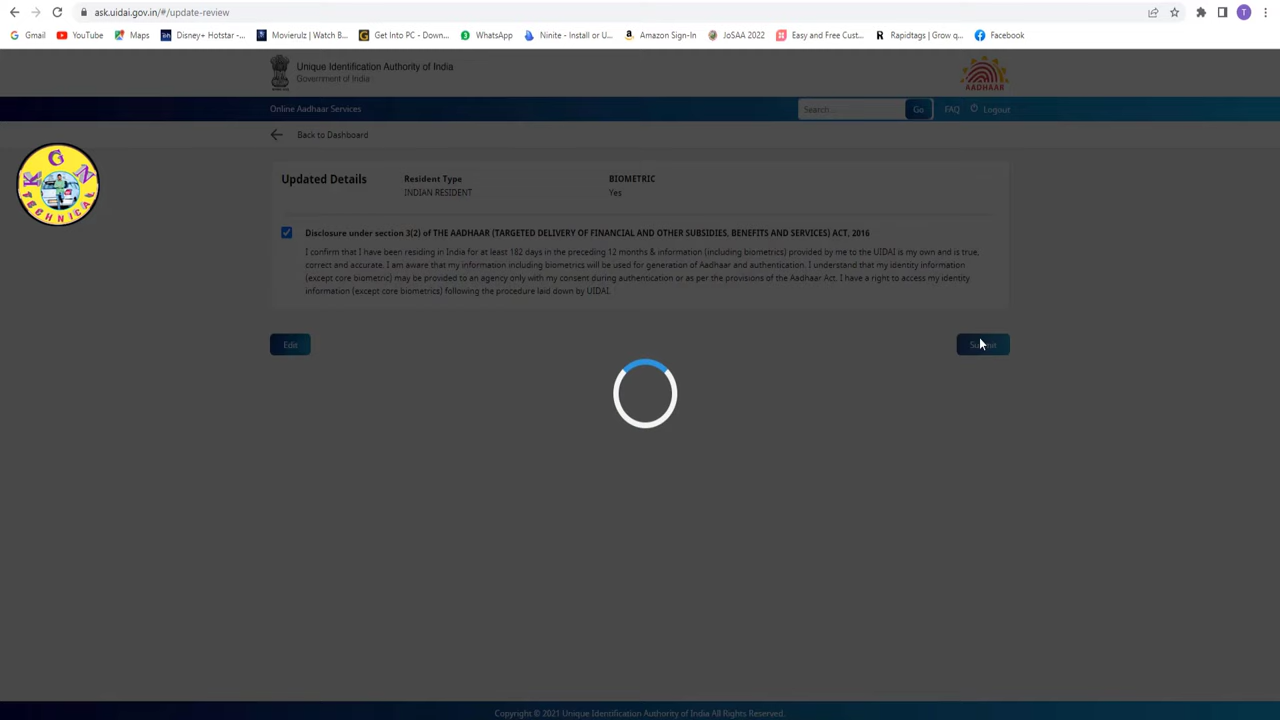 ask.uidai.gov.in/#/update-review
T
Gmail YouTube Maps Disney+ Hotstar -... Movierulz | Watch B... Get Into PC - Down... WhatsApp Ninite - Install or U... Amazon Sign-In JoSAA 2022 Easy and Free Cust... Rapidtags | Grow q... Facebook
Unique Identification Authority of India
Government of India
AADHAAR
Online Aadhaar Services Search... Go FAQ Logout
Back to Dashboard
KGN
TECHNICAL
Updated Details Resident Type BIOMETRIC
INDIAN RESIDENT Yes
Disclosure under section 3(2) of THE AADHAAR (TARGETED DELIVERY OF FINANCIAL AND OTHER SUBSIDIES, BENEFITS AND SERVICES) ACT, 2016
I confirm that I have been residing in India for at least 182 days in the preceding 12 months & information (including biometrics) provided by me to the UIDAI is my own and is true,
correct and accurate. I am aware that my information including biometrics will be used for generation of Aadhaar and authentication. I understand that my identity information
(except core biometric) may be provided to an agency only with my consent during authentication or as per the provisions of the Aadhaar Act. I have a right to access my identity
information (except core biometrics) following the procedure laid down by UIDAI.
Edit Submit
Copyright © 2021 Unique Identification Authority of India All Rights Reserved.